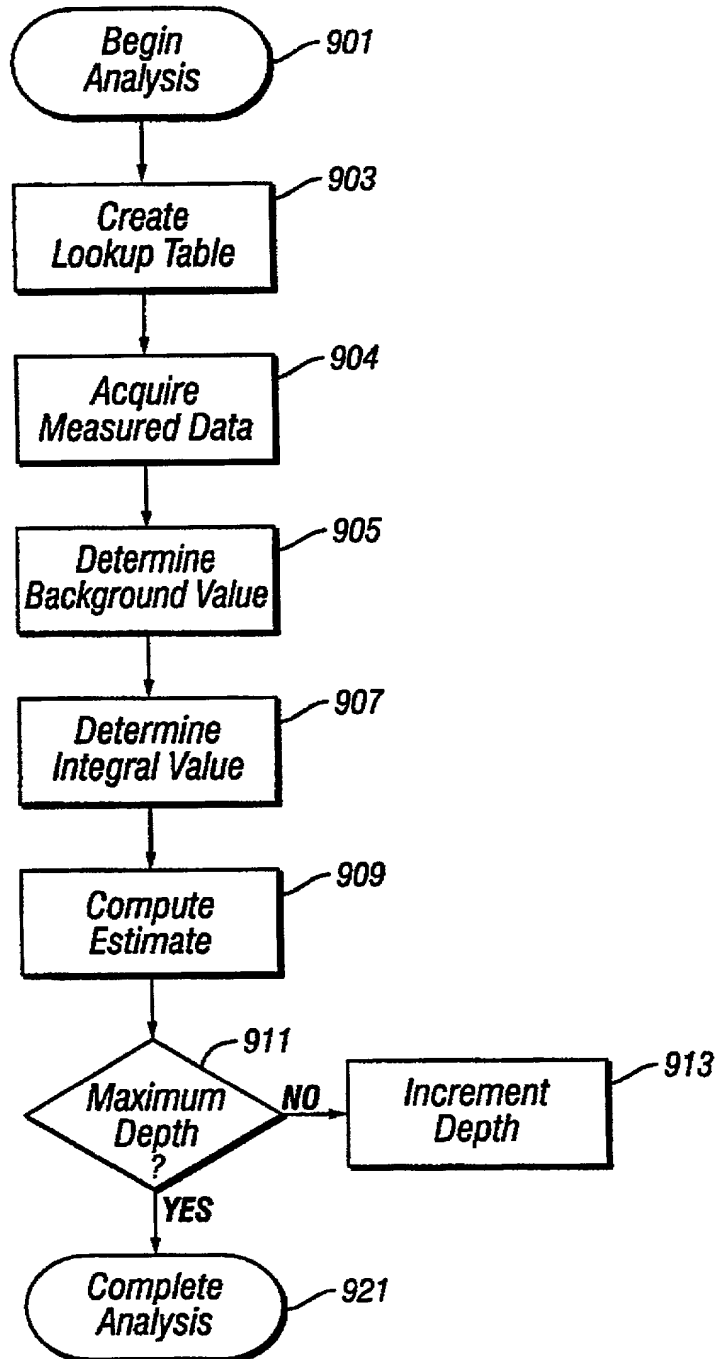 Begin
Analysis
901
Create
Lookup Table
903
Acquire
Measured Data
904
Determine
Background Value
905
Determine
Integral Value
907
Compute
Estimate
909
Maximum
Depth
?
911
NO
Increment
Depth
913
YES
Complete
Analysis
921